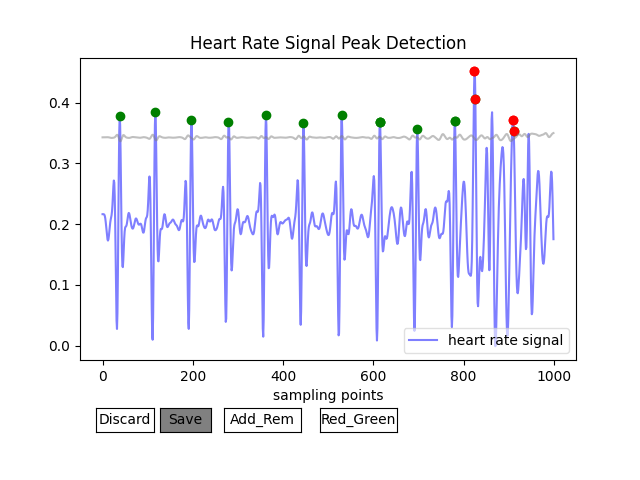 Heart Rate Signal Peak Detection
0.4
0.3
0.2
0.1
0.0
heart rate signal
0 200 400 600 800 1000
sampling points
Discard Save Add_Rem Red_Green